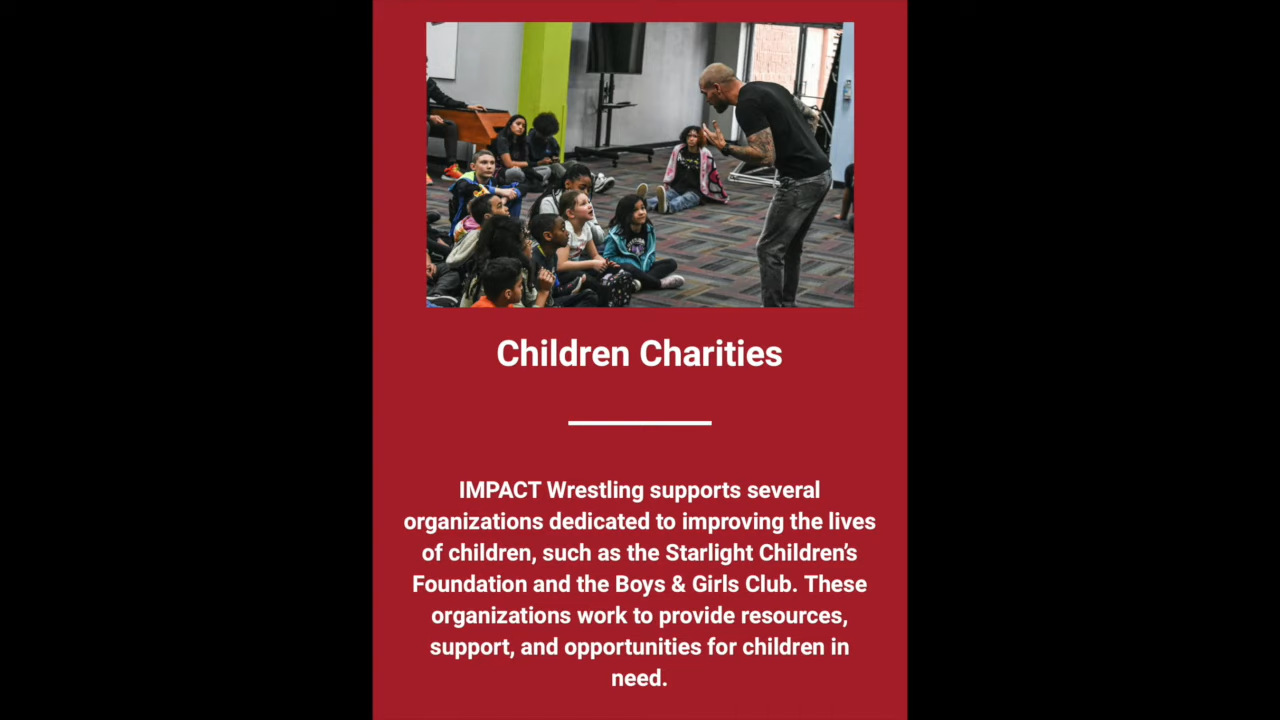 Children Charities
IMPACT Wrestling supports several
organizations dedicated to improving the lives
of children, such as the Starlight Children’s
Foundation and the Boys & Girls Club. These
organizations work to provide resources,
support, and opportunities for children in
need.